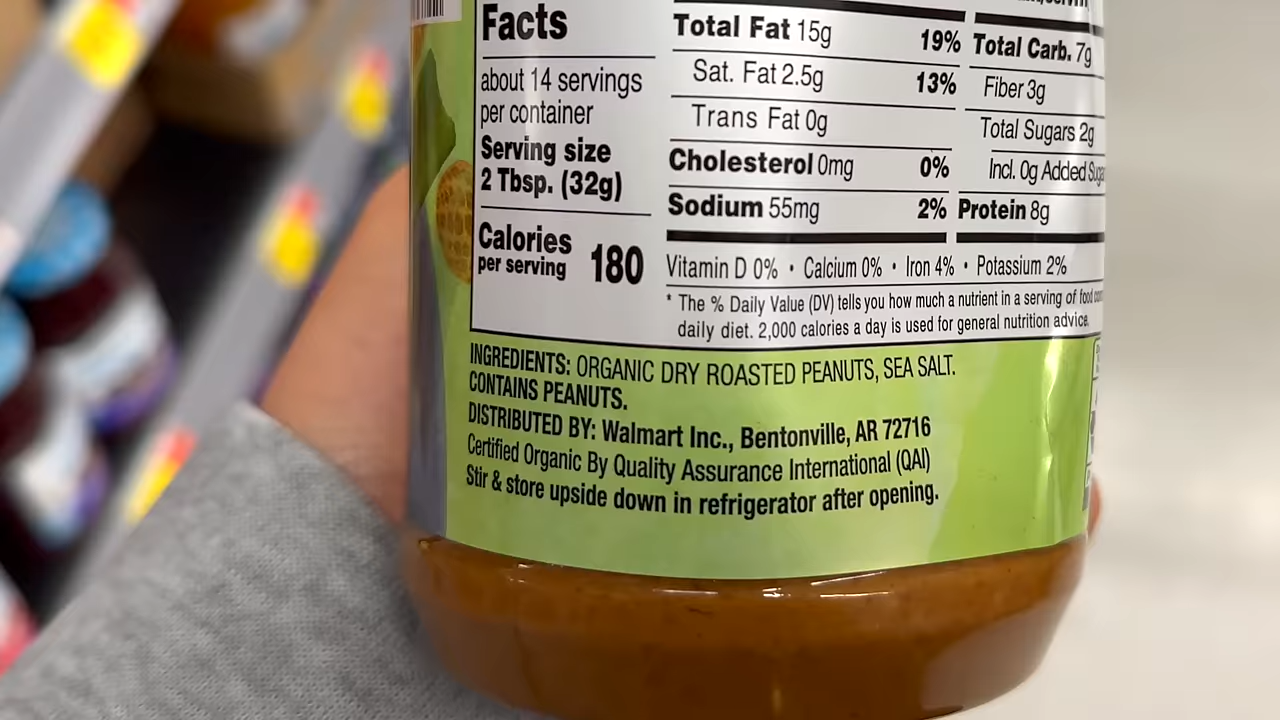 Facts
about 14 servings
per container
Serving size
2 Tbsp. (32g)
Calories
per serving 180
Total Fat 15g 19%
Sat. Fat 2.5g 13%
Trans Fat 0g
Cholesterol 0mg 0%
Sodium 55mg 2%
Total Carb. 7g
Fiber 3g
Total Sugars 2g
Incl. 0g Added
Protein 8g
Vitamin D 0% • Calcium 0% • Iron 4% • Potassium 2%
* The % Daily Value (DV) tells you how much a nutrient in a serving of food
daily diet. 2,000 calories a day is used for general nutrition advice.
INGREDIENTS: ORGANIC DRY ROASTED PEANUTS, SEA SALT.
CONTAINS PEANUTS.
DISTRIBUTED BY: Walmart Inc., Bentonville, AR 72716
Certified Organic By Quality Assurance International (QAI)
Stir & store upside down in refrigerator after opening.